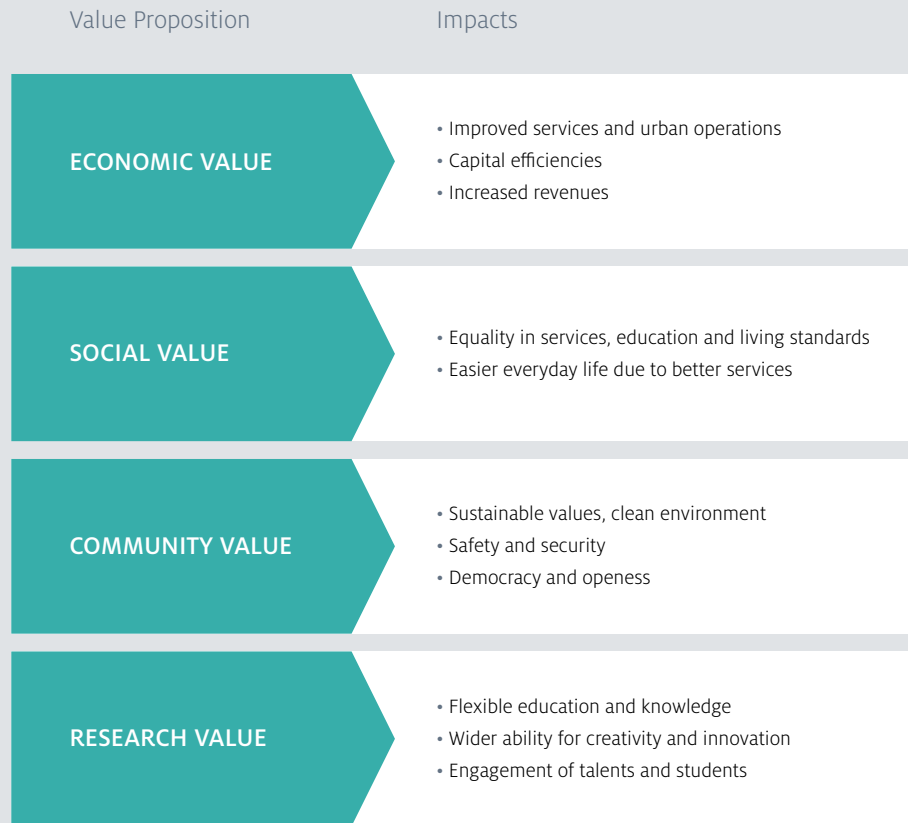 Value Proposition
Impacts
ECONOMIC VALUE
• Improved services and urban operations
• Capital efficiencies
• Increased revenues
SOCIAL VALUE
• Equality in services, education and living standards
• Easier everyday life due to better services
COMMUNITY VALUE
• Sustainable values, clean environment
• Safety and security
• Democracy and openess
RESEARCH VALUE
• Flexible education and knowledge
• Wider ability for creativity and innovation
• Engagement of talents and students